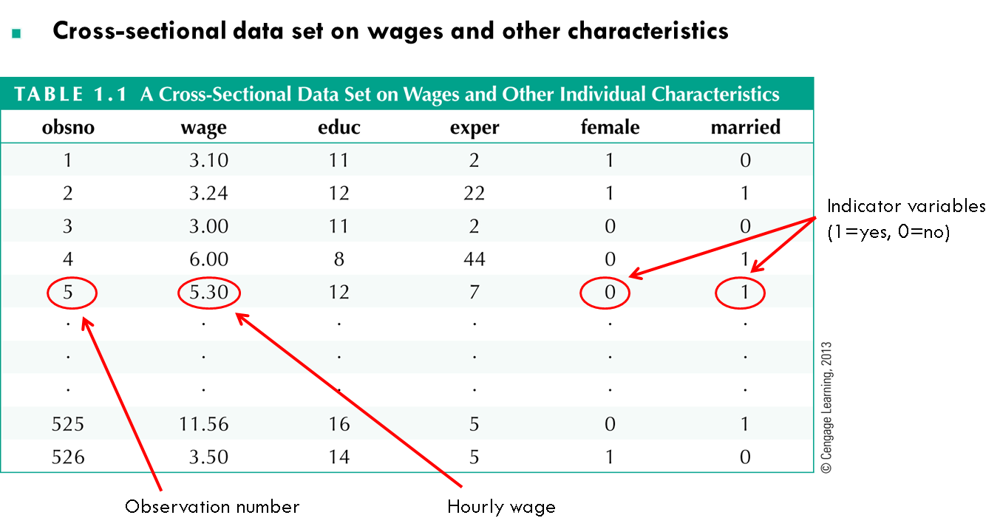 Cross-sectional data set on wages and other characteristics
TABLE 1.1 A Cross-Sectional Data Set on Wages and Other Individual Characteristics
obsno wage educ exper female married
1 3.10 11 2 1 0
2 3.24 12 22 1 1
3 3.00 11 2 0 0
4 6.00 8 44 0 1
5 5.30 12 7 0 1
. . . . . .
. . . . . .
. . . . . .
525 11.56 16 5 0 1
526 3.50 14 5 1 0
Indicator variables
(1=yes, 0=no)
© Cengage Learning, 2013
Observation number
Hourly wage